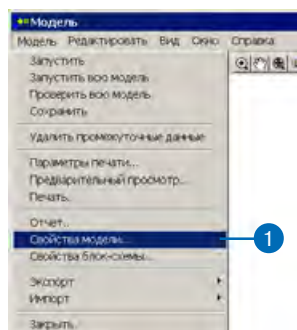 Модель
Модель Редактировать Вид Окно Справка
Запустить
Запустить всю модель
Проверить всю модель
Сохранить
Удалить промежуточные данные
Параметры печати...
Предварительный просмотр...
Печать...
Отчет...
Свойства модели...
1
Свойства блок-схемы...
Экспорт
Импорт
Закрыть